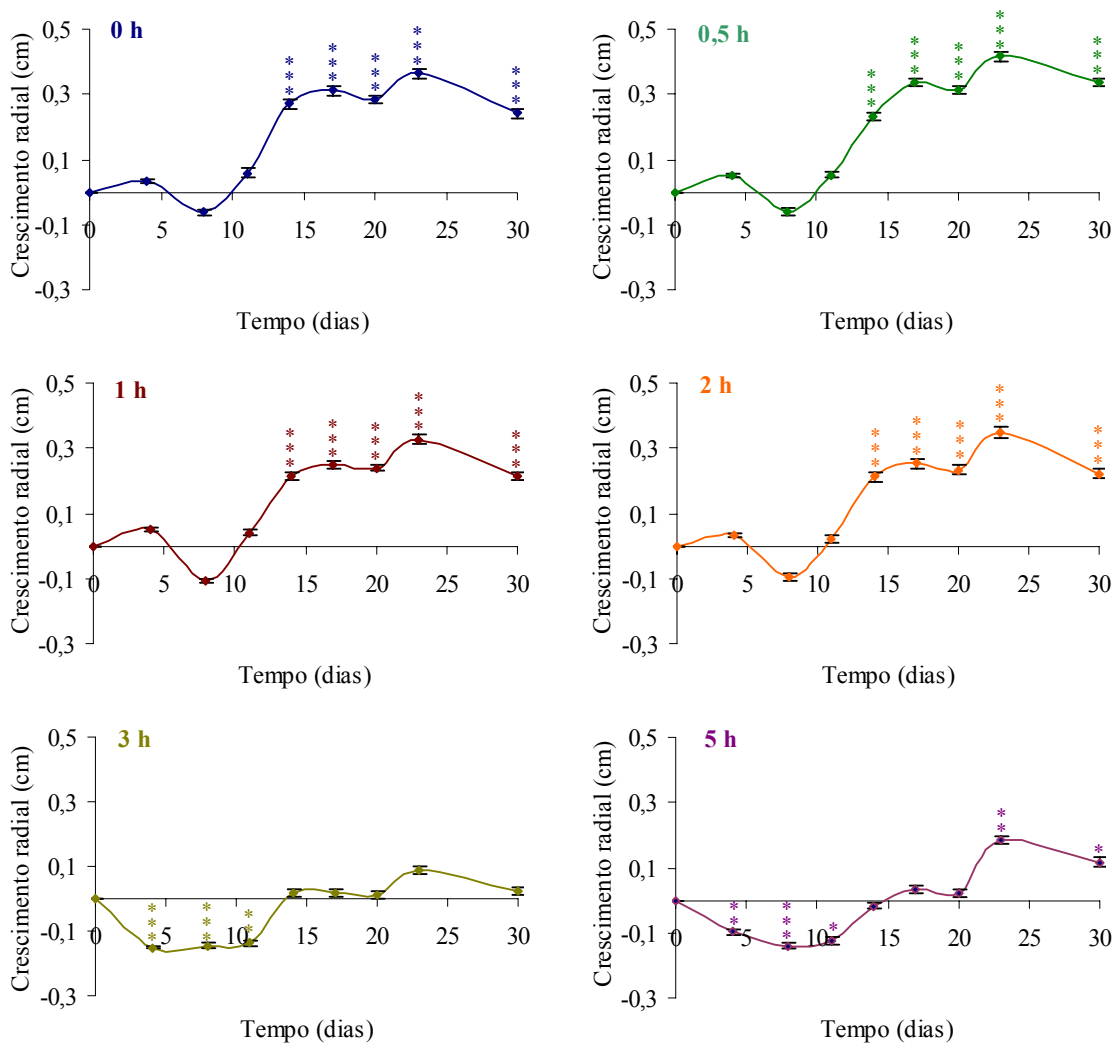 0 h
Crescimento radial (cm)
0,5
0,3
0,1
-0,1
-0,3
0 5 10 15 20 25 30
*** *** *** *** ***
Tempo (dias)
0,5 h
Crescimento radial (cm)
0,5
0,3
0,1
-0,1
-0,3
0 5 10 15 20 25 30
*** *** *** *** ***
Tempo (dias)
1 h
Crescimento radial (cm)
0,5
0,3
0,1
-0,1
-0,3
0 5 10 15 20 25 30
*** *** *** *** ***
Tempo (dias)
2 h
Crescimento radial (cm)
0,5
0,3
0,1
-0,1
-0,3
0 5 10 15 20 25 30
*** *** *** *** ***
Tempo (dias)
3 h
Crescimento radial (cm)
0,5
0,3
0,1
-0,1
-0,3
0 5 10 15 20 25 30
*** *** **
Tempo (dias)
5 h
Crescimento radial (cm)
0,5
0,3
0,1
-0,1
-0,3
0 5 10 15 20 25 30
** *** * ** *
Tempo (dias)